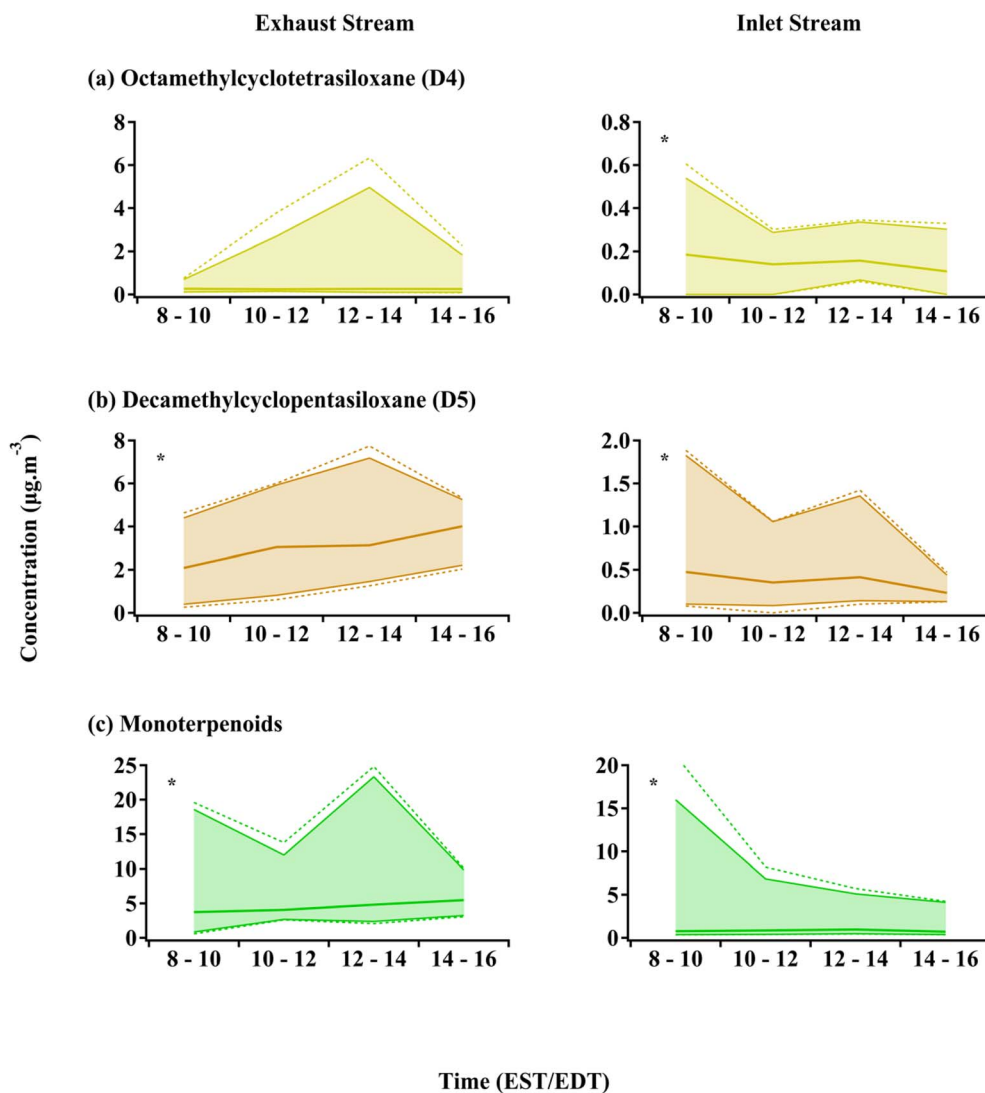 Exhaust Stream
Inlet Stream
(a) Octamethylcyclotetrasiloxane (D4)
8
6
4
2
0
8 - 10
10 - 12
12 - 14
14 - 16
0.8
0.6
0.4
0.2
0.0
*
8 - 10
10 - 12
12 - 14
14 - 16
(b) Decamethylcyclopentasiloxane (D5)
8
6
4
2
0
*
8 - 10
10 - 12
12 - 14
14 - 16
2.0
1.5
1.0
0.5
0.0
*
8 - 10
10 - 12
12 - 14
14 - 16
Concentration (µg.m⁻³)
(c) Monoterpenoids
25
20
15
10
5
0
*
8 - 10
10 - 12
12 - 14
14 - 16
20
15
10
5
0
*
8 - 10
10 - 12
12 - 14
14 - 16
Time (EST/EDT)